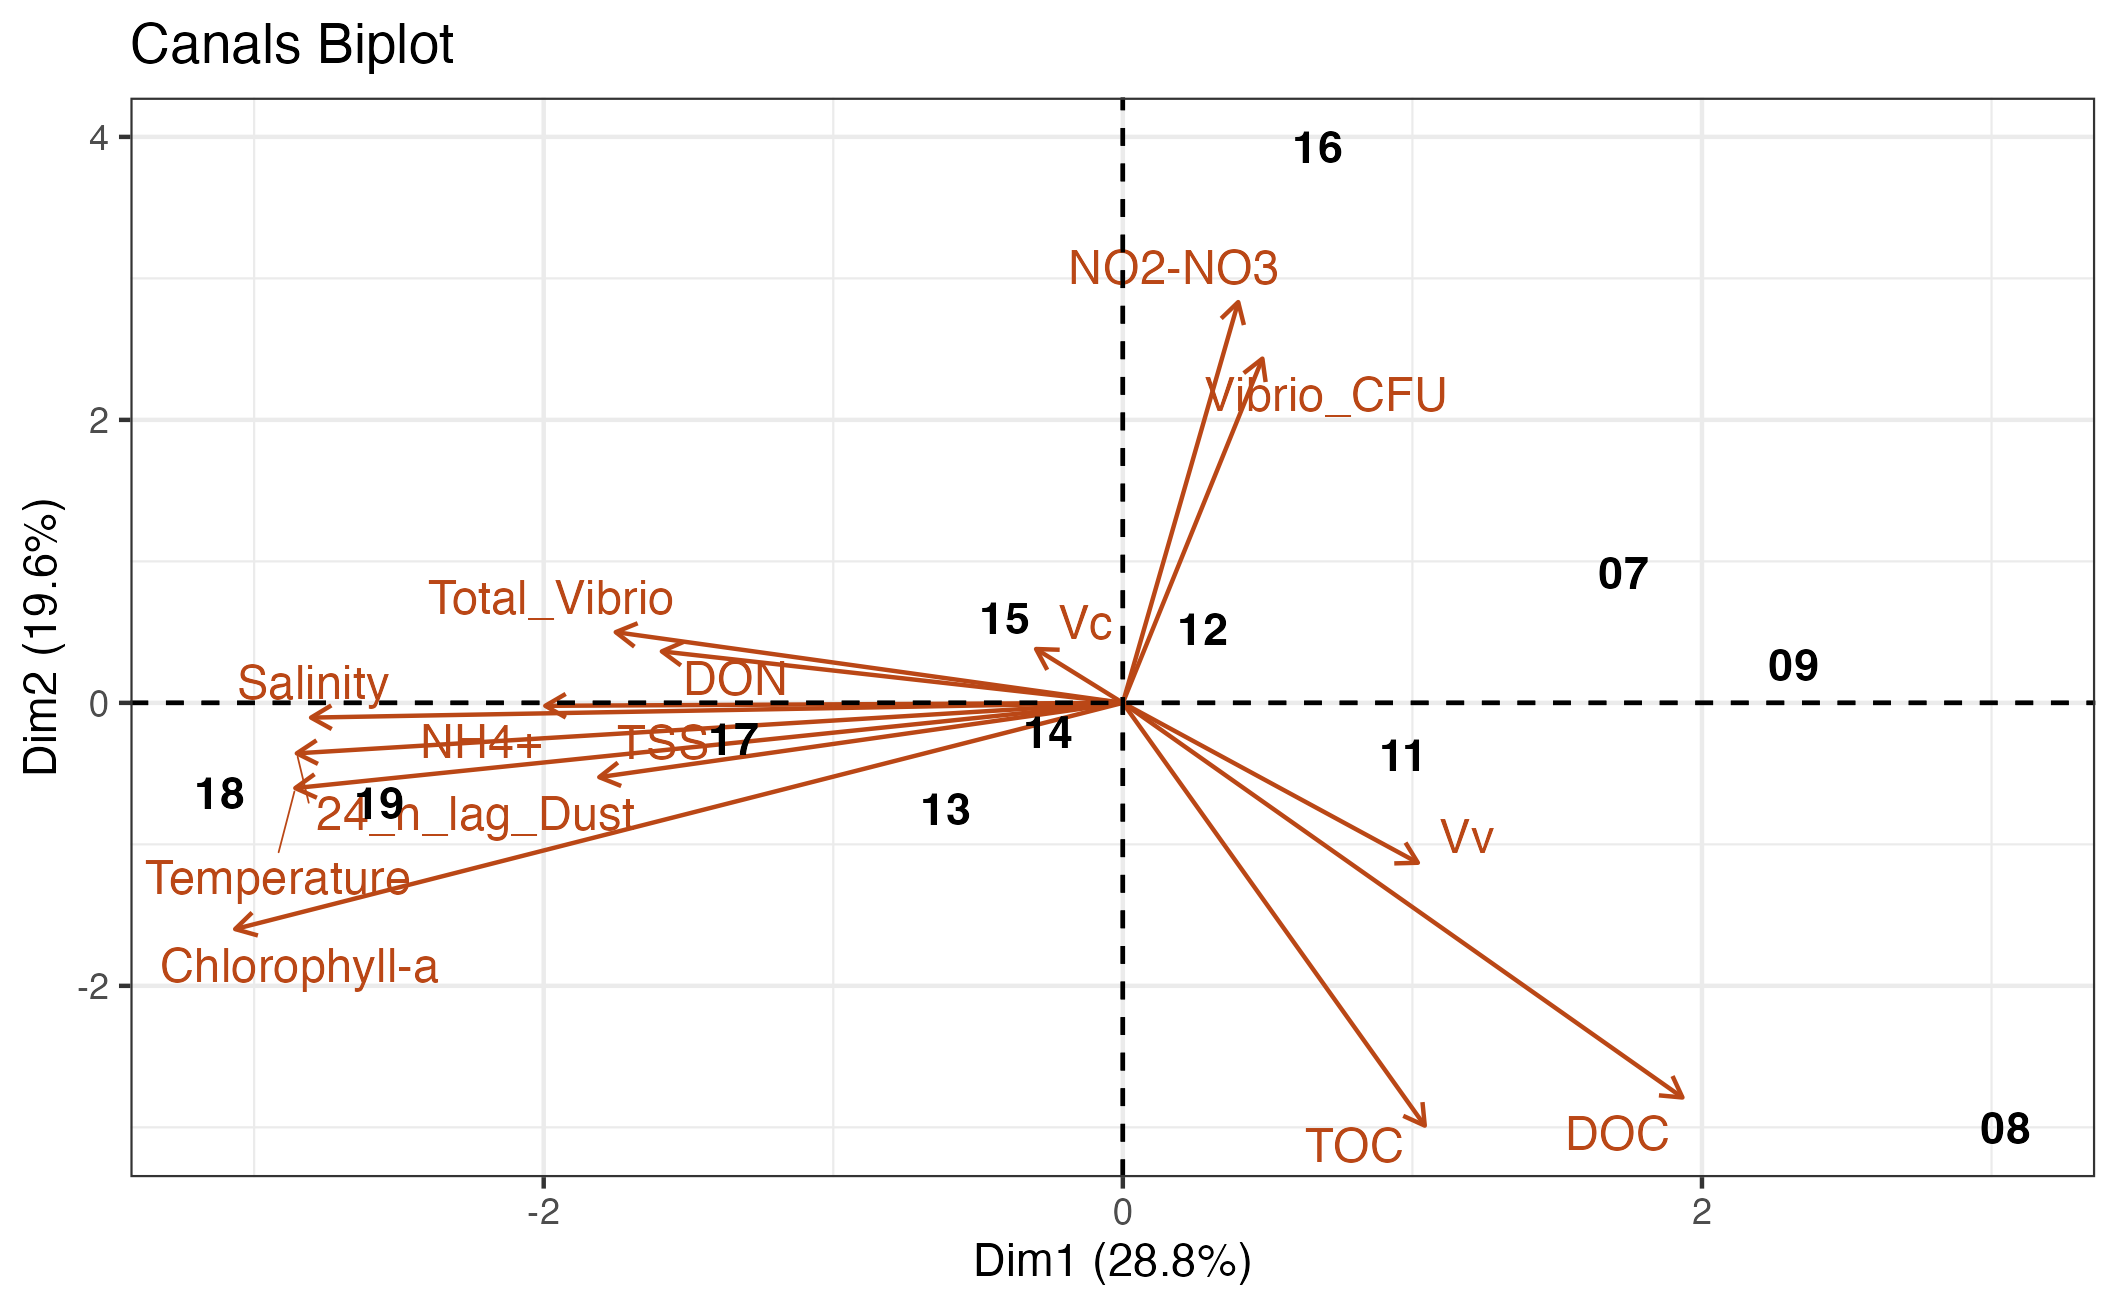 Canals Biplot
4
16
NO2-NO3
Vibrio_CFU
2
07
Total_Vibrio
15
Vc
12
09
Salinity
DON
0
NH4+
TSS
17
14
11
18
19
24_h_lag_Dust
13
Vv
Temperature
Chlorophyll-a
-2
TOC
DOC
08
-2
0
2
Dim1 (28.8%)
Dim2 (19.6%)